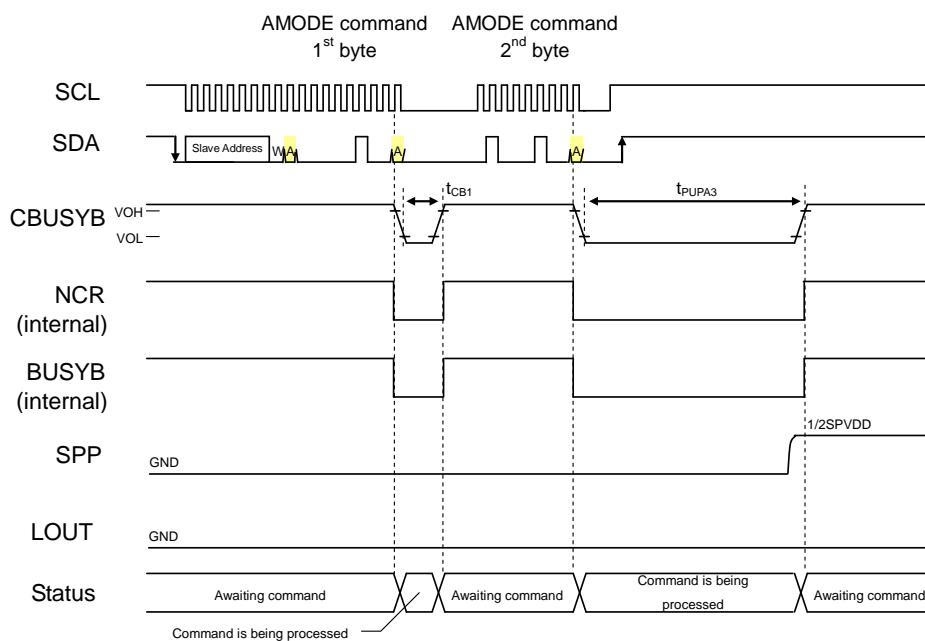 AMODE command
1st byte
AMODE command
2nd byte
SCL
SDA
Slave Address
W
A
A
A
CBUSYB
VOH
VOL
tCB1
tPUPA3
NCR
(internal)
BUSYB
(internal)
SPP
GND
1/2SPVDD
LOUT
GND
Status
Awaiting command
Awaiting command
Command is being
processed
Awaiting command
Command is being processed